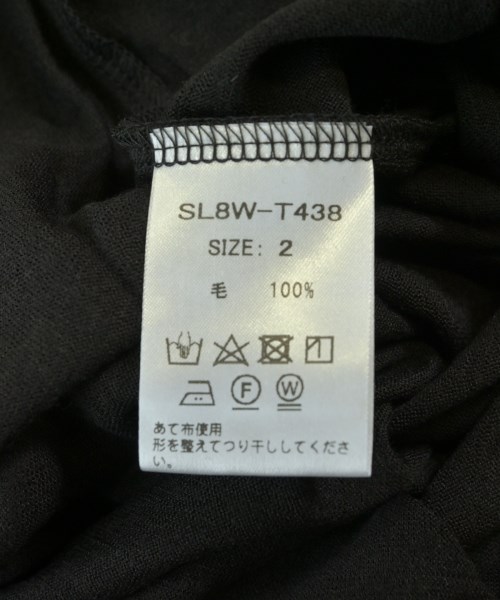 SL8W-T438
SIZE: 2
毛 100%
F W
あて布使用
形を整えてつり干ししてくださ
い。